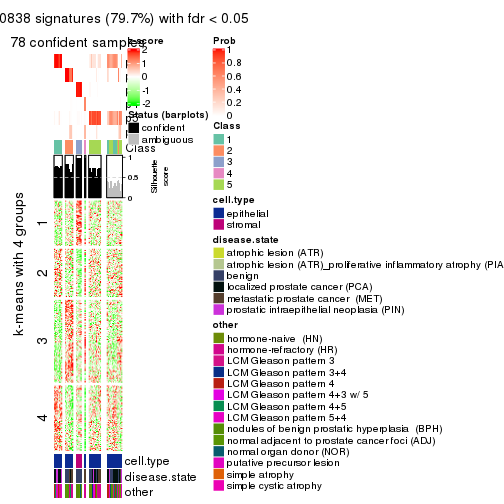 0838 signatures (79.7%) with fdr < 0.05
78 confident samples
z-score
2
1
0
-1
-2
Status (barplots)
confident
ambiguous
Class
1
0.5
0
Silhouette
score
k-means with 4 groups
1
2
3
4
cell.type
disease.state
other
Prob
1
0.8
0.6
0.4
0.2
0
Class
1
2
3
4
5
cell.type
epithelial
stromal
disease.state
atrophic lesion (ATR)
atrophic lesion (ATR)_proliferative inflammatory atrophy (PIA
benign
localized prostate cancer (PCA)
metastatic prostate cancer (MET)
prostatic intraepithelial neoplasia (PIN)
other
hormone-naive (HN)
hormone-refractory (HR)
LCM Gleason pattern 3
LCM Gleason pattern 3+4
LCM Gleason pattern 4
LCM Gleason pattern 4+3 w/ 5
LCM Gleason pattern 4+5
LCM Gleason pattern 5+4
nodules of benign prostatic hyperplasia (BPH)
normal adjacent to prostate cancer foci (ADJ)
normal organ donor (NOR)
putative precursor lesion
simple atrophy
simple cystic atrophy